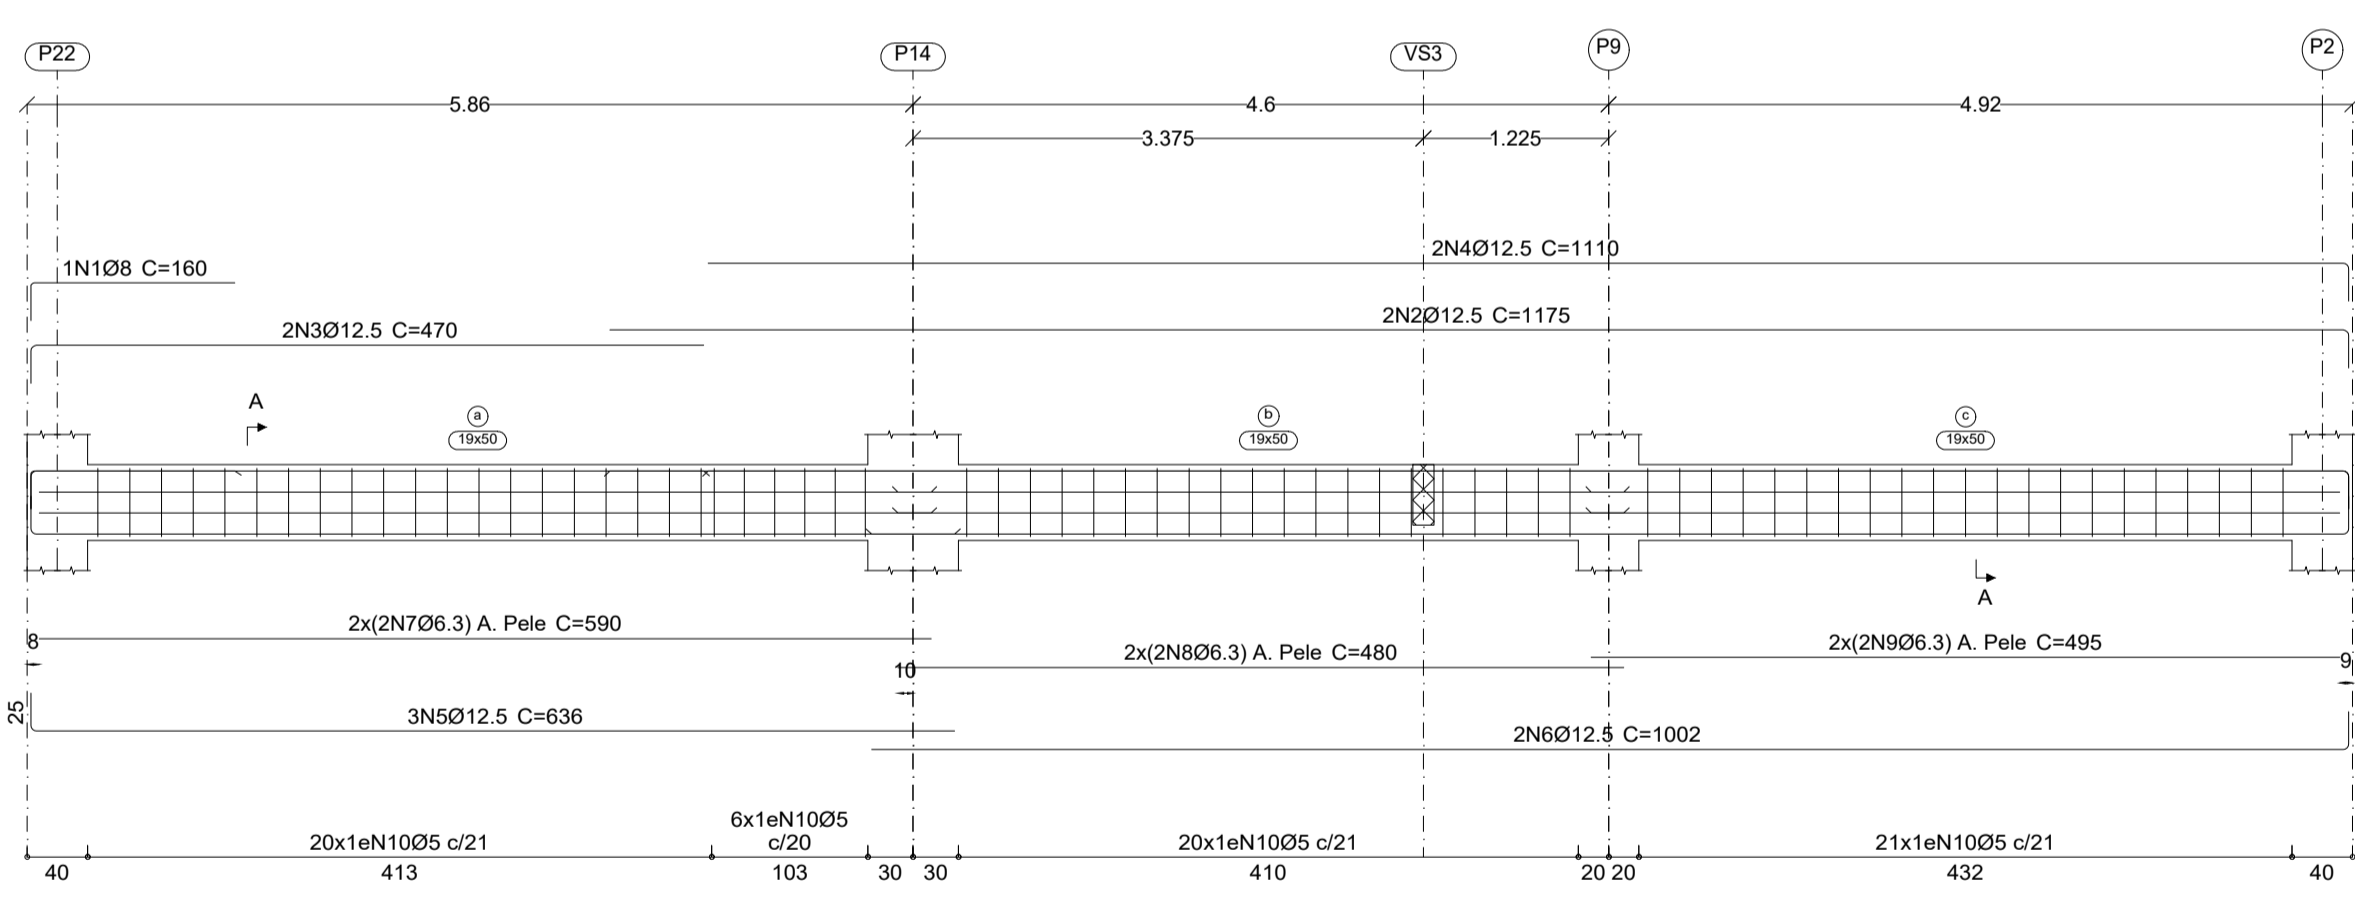 P22
P14
VS3
P9
P2
5.86
4.6
4.92
3.375
1.225
2N4Ø12.5 C=1110
1N1Ø8 C=160
2N2Ø12.5 C=1175
2N3Ø12.5 C=470
A
a
b
c
19x50
19x50
19x50
A
2x(2N7Ø6.3) A. Pele C=590
8
2x(2N8Ø6.3) A. Pele C=480
2x(2N9Ø6.3) A. Pele C=495
10
9
25
3N5Ø12.5 C=636
2N6Ø12.5 C=1002
20x1eN10Ø5 c/21
6x1eN10Ø5
c/20
20x1eN10Ø5 c/21
21x1eN10Ø5 c/21
40
413
103
30
30
410
20
20
432
40